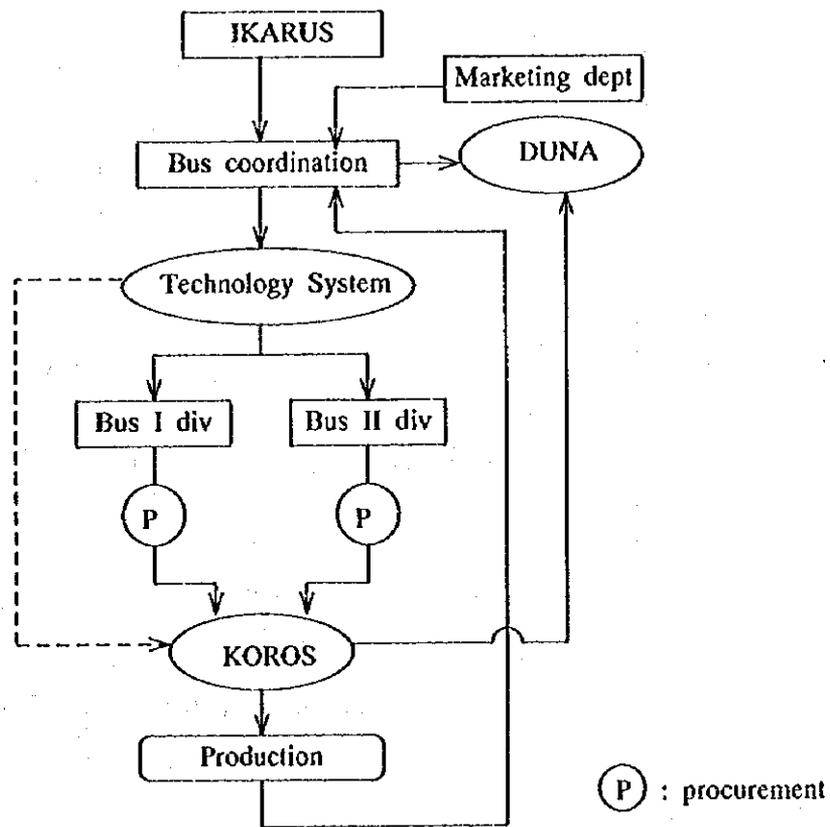 IKARUS
Marketing dept
Bus coordination
DUNA
Technology System
Bus I div
Bus II div
P
P
KOROS
Production
P : procurement